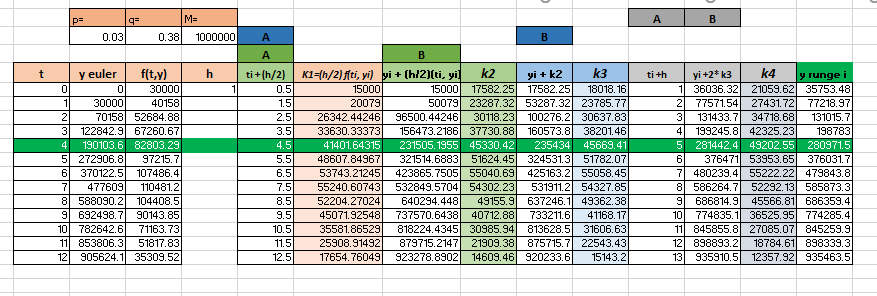 p= q= M= A B
0.03 0.38 1000000 A B
A B
t y euler f(t,y) h ti +(h/2) K1=(h/2) f(ti, yi) yi + (h/2)(ti, yi) k2 yi + k2 k3 ti +h yi +2* k3 k4 y runge i
0 0 30000 1 0.5 15000 15000 17582.25 17582.25 18018.16 1 36036.32 21059.62 35753.48
1 30000 40158 1.5 20079 50079 23287.32 53287.32 23785.77 2 77571.54 27431.72 77218.97
2 70158 52684.88 2.5 26342.44246 96500.44246 30118.23 100276.2 30637.83 3 131433.7 34718.68 131015.7
3 122842.9 67260.67 3.5 33630.33373 156473.2186 37730.88 160573.8 38201.46 4 199245.8 42325.23 198783
4 190103.6 82803.29 4.5 41401.64315 231505.1955 45330.42 235434 45669.41 5 281442.4 49202.55 280971.5
5 272906.8 97215.7 5.5 48607.84967 321514.6883 51624.45 324531.3 51782.07 6 376471 53953.65 376031.7
6 370122.5 107486.4 6.5 53743.21245 423865.7505 55040.69 425163.2 55058.45 7 480239.4 55222.22 479843.8
7 477609 110481.2 7.5 55240.60743 532849.5704 54302.23 531911.2 54327.85 8 586264.7 52292.13 585873.3
8 588090.2 104408.5 8.5 52204.27024 640294.448 49155.9 637246.1 49362.38 9 686814.9 45566.81 686359.4
9 692498.7 90143.85 9.5 45071.92548 737570.6438 40712.88 733211.6 41168.17 10 774835.1 36525.95 774285.4
10 782642.6 71163.73 10.5 35581.86529 818224.4345 30985.94 813628.5 31606.63 11 845855.8 27085.07 845259.9
11 853806.3 51817.83 11.5 25908.91492 879715.2147 21909.38 875715.7 22543.43 12 898893.2 18784.61 898339.3
12 905624.1 35309.52 12.5 17654.76049 923278.8902 14609.46 920233.6 15143.2 13 935910.5 12357.92 935463.5